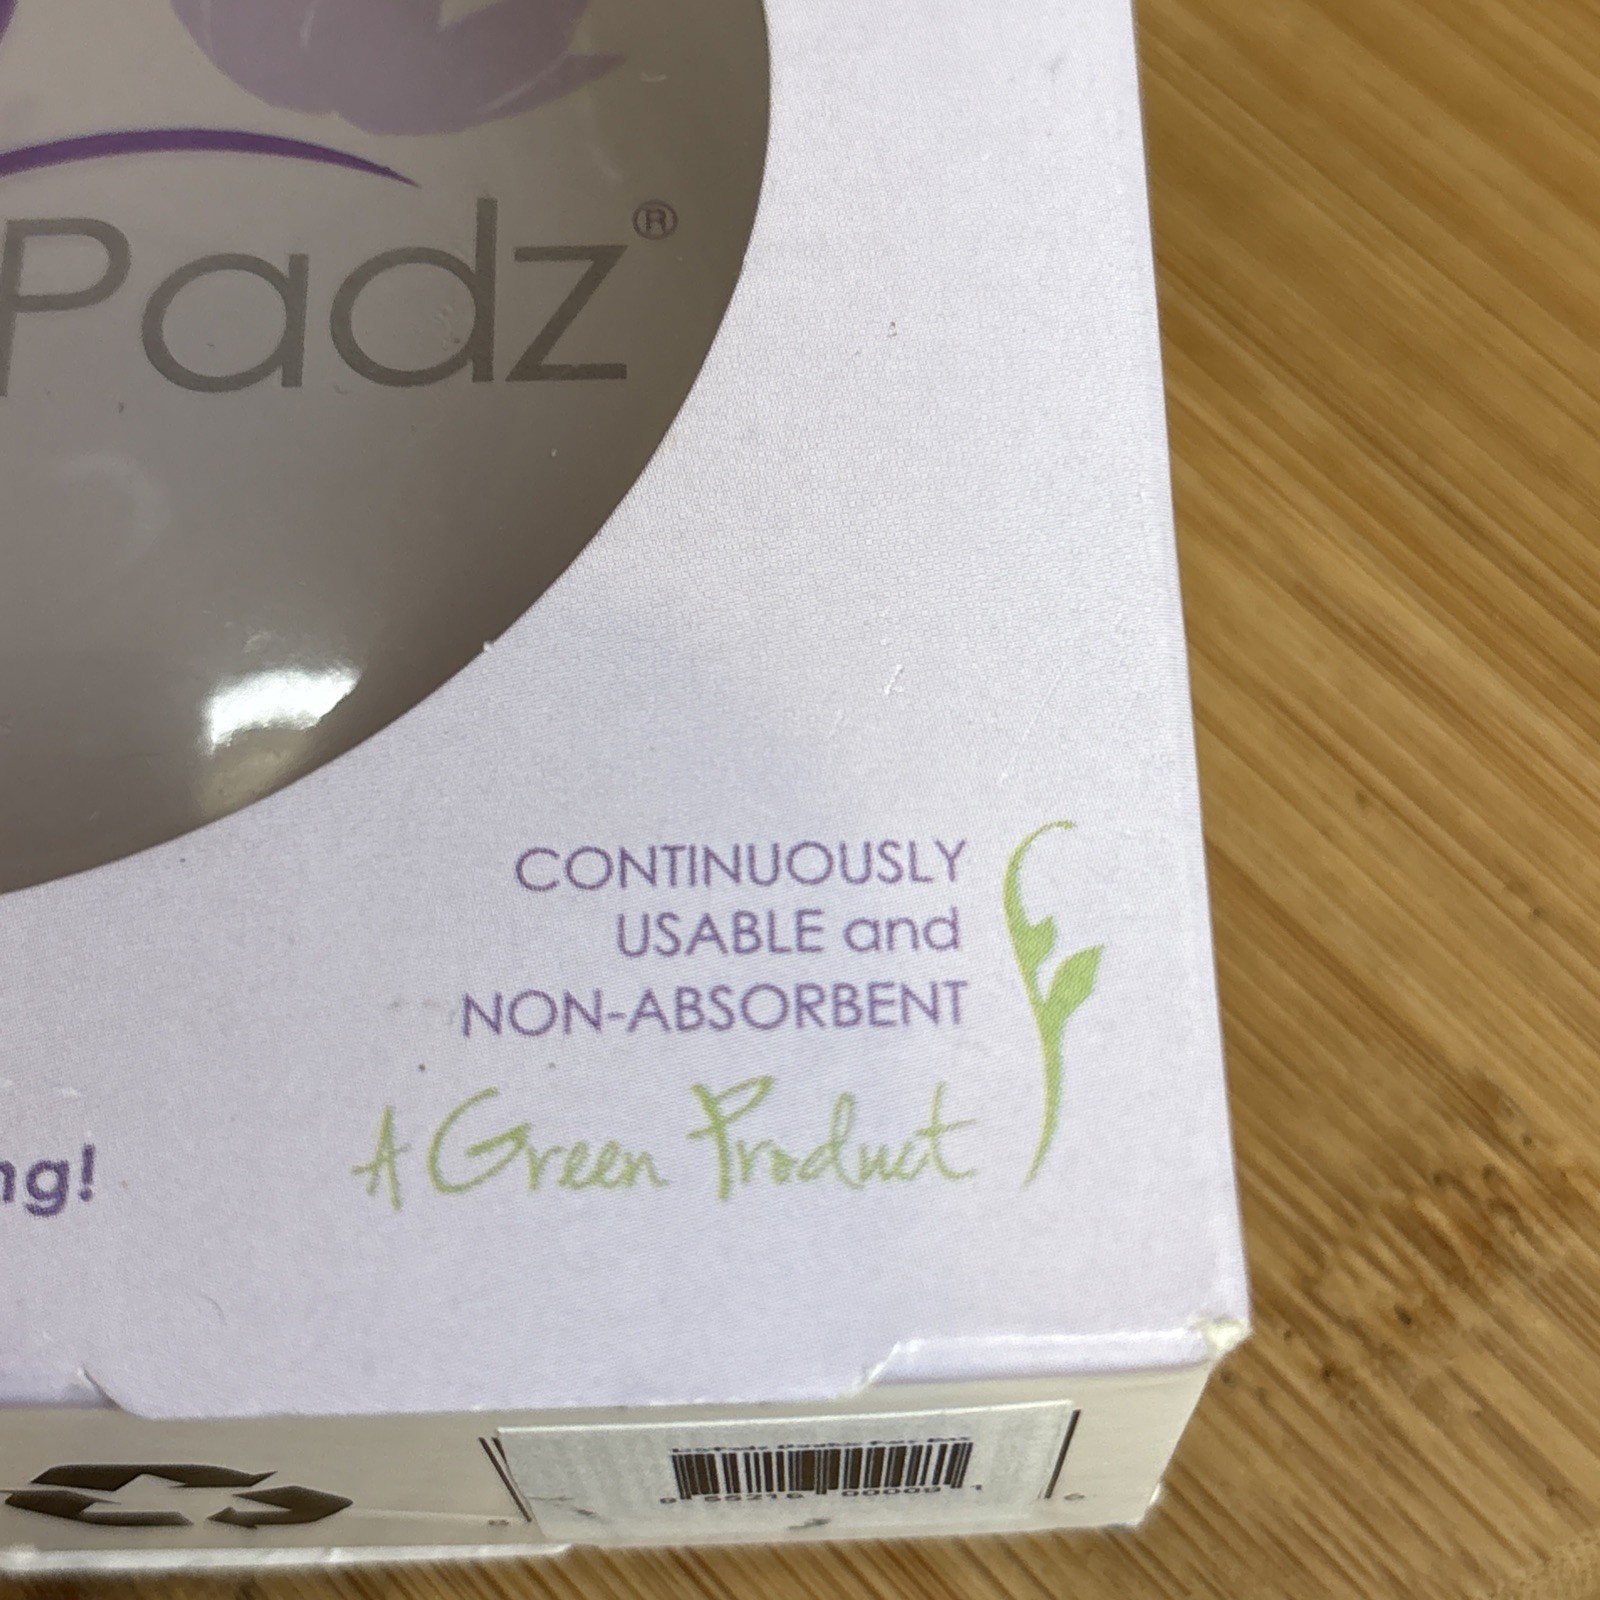 Padz®
CONTINUOUSLY
USABLE and
NON-ABSORBENT
A Green Product
ng!